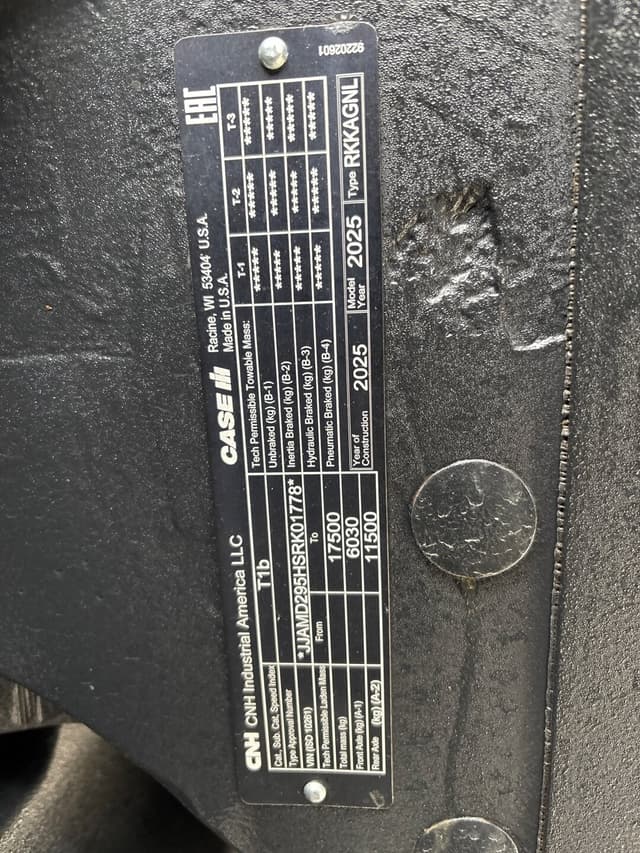 CNH CNH Industrial America LLC
CASE IH
Racine, WI 53404 U.S.A.
Made in U.S.A.
EAC
Cat., Sub. Cat, Speed Index
T1b
Type Approval Number
VIN (ISO 10261)
*JJAMD295HSRK01778*
Tech Permissible Laden Mass
From To
Total mass (kg) 17500
Front Axle (kg) (A-1) 6030
Rear Axle (kg) (A-2) 11500
Tech Permissible Towable Mass: T-1 T-2 T-3
Unbraked (kg) (B-1) ***** ***** *****
Inertia Braked (kg) (B-2) ***** ***** *****
Hydraulic Braked (kg) (B-3) ***** ***** *****
Pneumatic Braked (kg) (B-4) ***** ***** *****
Year of Construction 2025
Model Year 2025
Type RKKAGNL
92202601